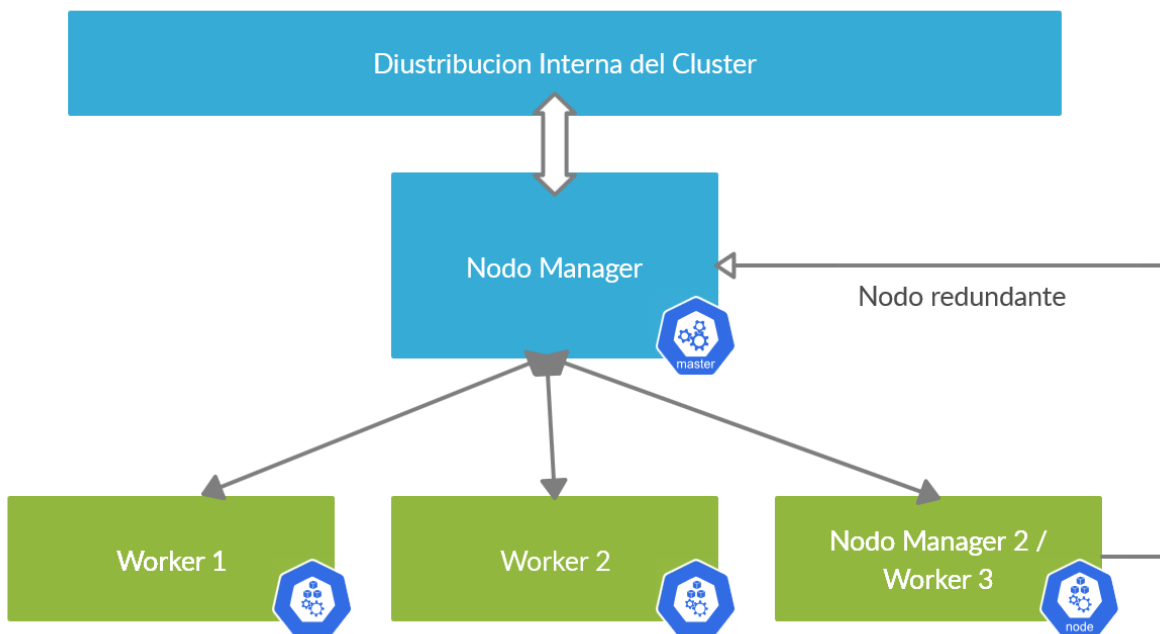 Diustribucion Interna del Cluster
Nodo Manager
master
Nodo redundante
Worker 1
Worker 2
Nodo Manager 2 /
Worker 3
node